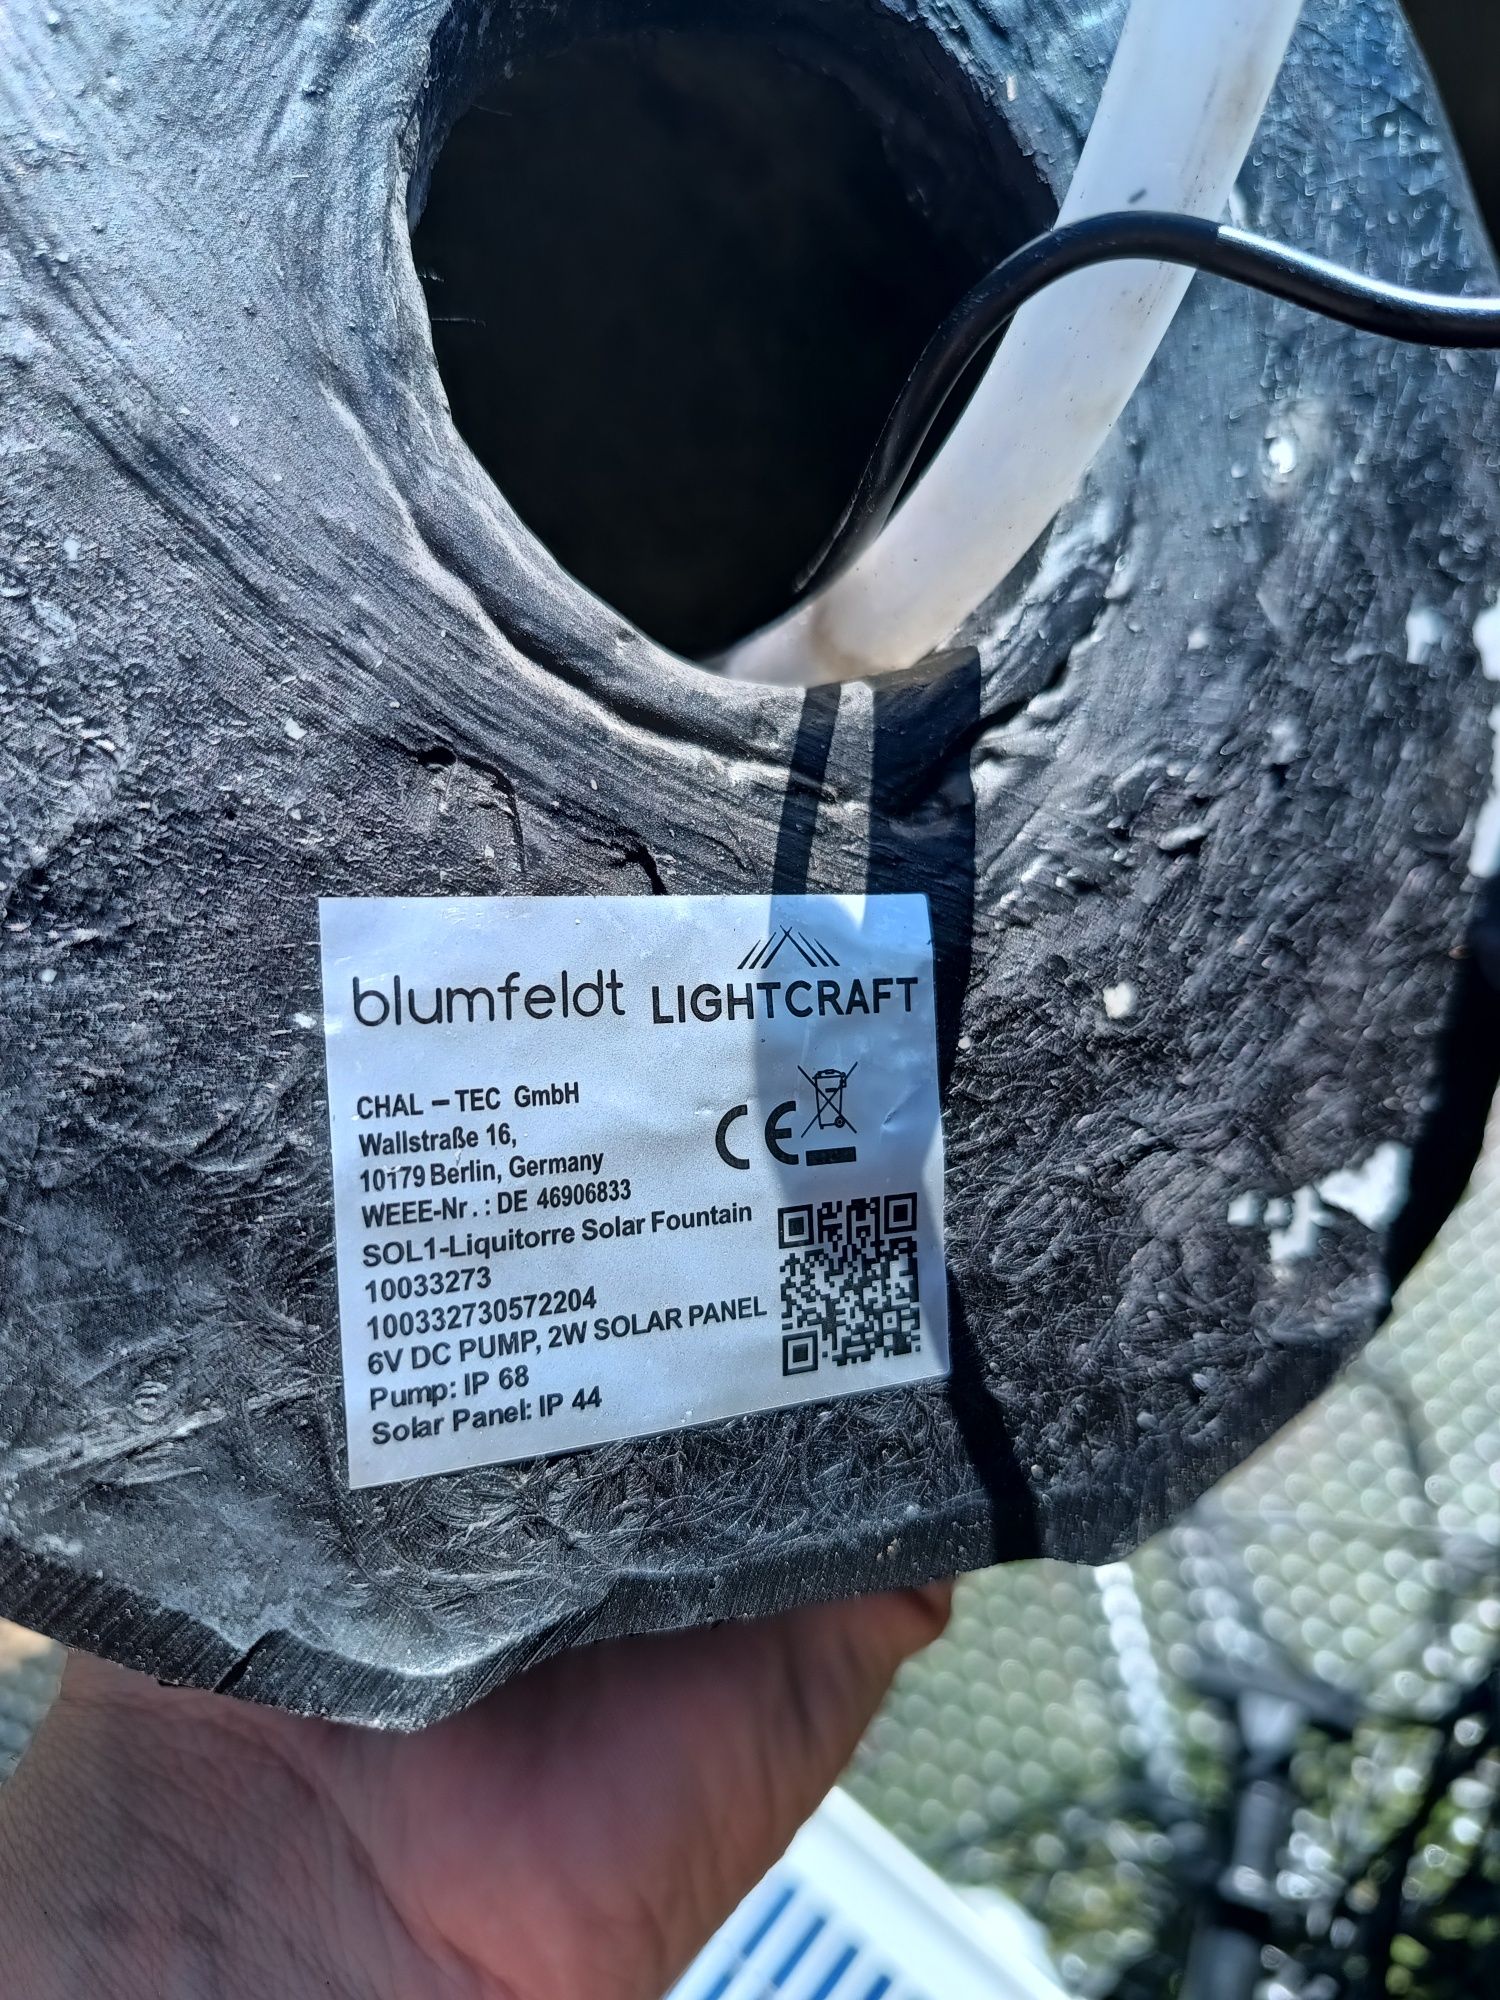 blumfeldt LIGHTCRAFT
CHAL – TEC GmbH
Wallstraße 16,
10179 Berlin, Germany
WEEE-Nr. : DE 46906833
SOL1-Liquitorre Solar Fountain
10033273
100332730572204
6V DC PUMP, 2W SOLAR PANEL
Pump: IP 68
Solar Panel: IP 44
CE